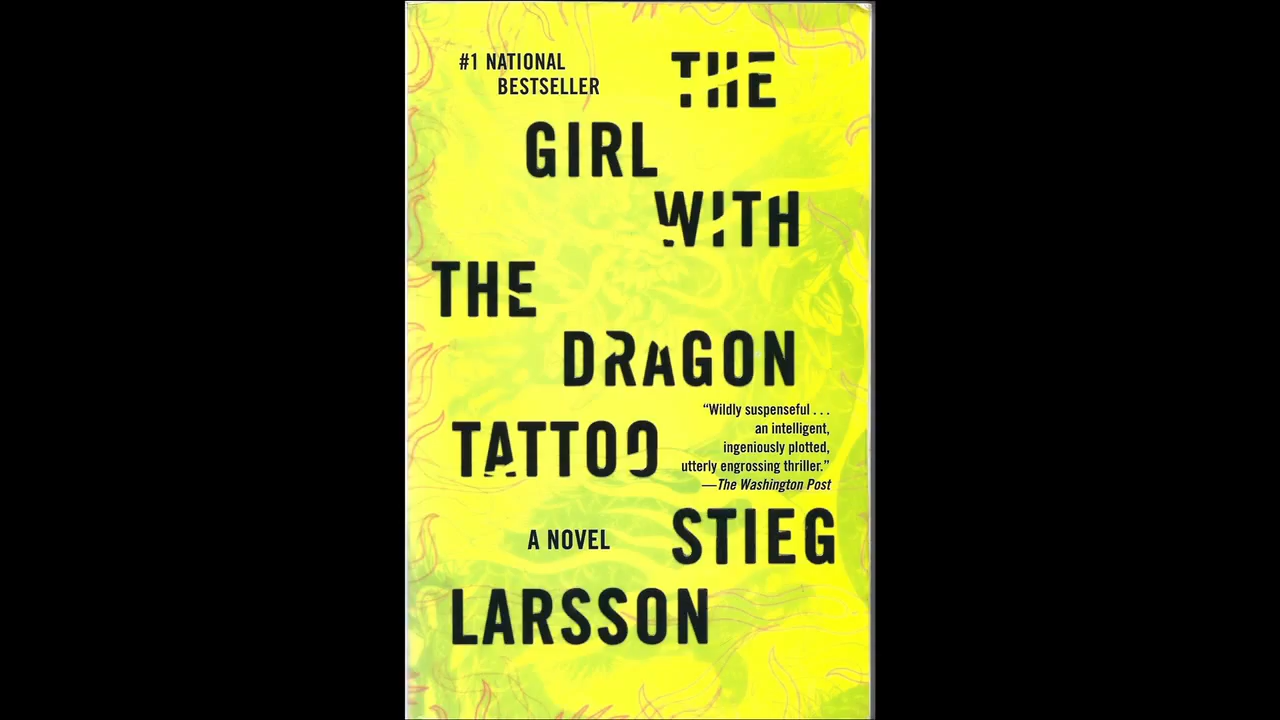 #1 NATIONAL
BESTSELLER
THE
GIRL
WITH
THE
DRAGON
TATTOO
“Wildly suspenseful . . .
an intelligent,
ingeniously plotted,
utterly engrossing thriller.”
—The Washington Post
A NOVEL
STIEG
LARSSON